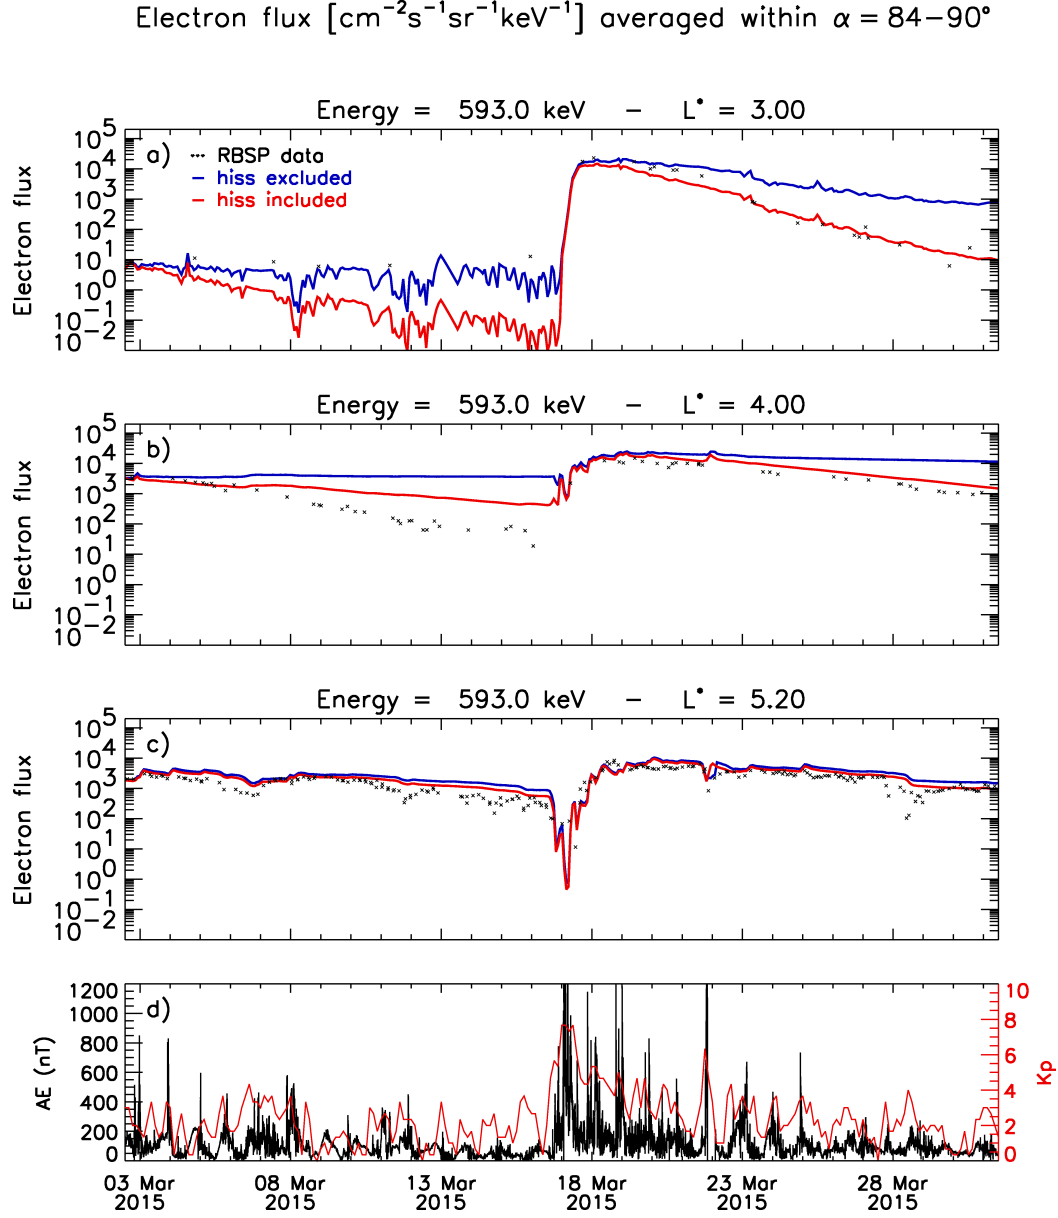 Electron flux [cm⁻²s⁻¹sr⁻¹keV⁻¹] averaged within α = 84−90°
Energy = 593.0 keV − L* = 3.00
Electron flux
10⁵
10⁴
10³
10²
10¹
10⁰
10⁻¹
10⁻²
a)
RBSP data
hiss excluded
hiss included
Energy = 593.0 keV − L* = 4.00
Electron flux
10⁵
10⁴
10³
10²
10¹
10⁰
10⁻¹
10⁻²
b)
Energy = 593.0 keV − L* = 5.20
Electron flux
10⁵
10⁴
10³
10²
10¹
10⁰
10⁻¹
10⁻²
c)
AE (nT)
1200
1000
800
600
400
200
0
d)
10
8
6
4
2
0
Kp
03 Mar 08 Mar 13 Mar 18 Mar 23 Mar 28 Mar
2015 2015 2015 2015 2015 2015